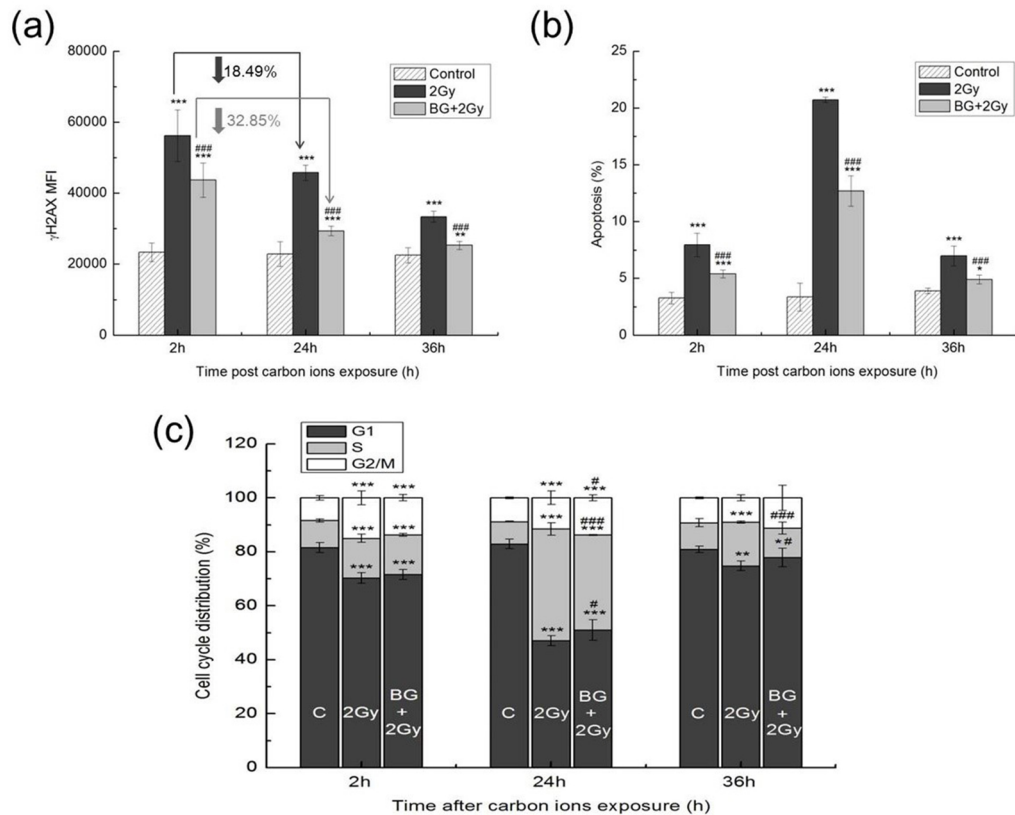 (a)
80000
60000
40000
20000
0
γH2AX MFI
18.49%
32.85%
Control
2Gy
BG+2Gy
***
###
***
***
###
***
***
###
**
2h
24h
36h
Time post carbon ions exposure (h)
(b)
25
20
15
10
5
0
Apoptosis (%)
Control
2Gy
BG+2Gy
***
###
***
***
###
***
***
###
*
2h
24h
36h
Time post carbon ions exposure (h)
(c)
G1
S
G2/M
120
100
80
60
40
20
0
Cell cycle distribution (%)
***
***
***
***
***
***
***
***
***
#
***
###
***
#
***
***
**
###
*#
C
2Gy
BG
+
2Gy
C
2Gy
BG
+
2Gy
C
2Gy
BG
+
2Gy
2h
24h
36h
Time after carbon ions exposure (h)